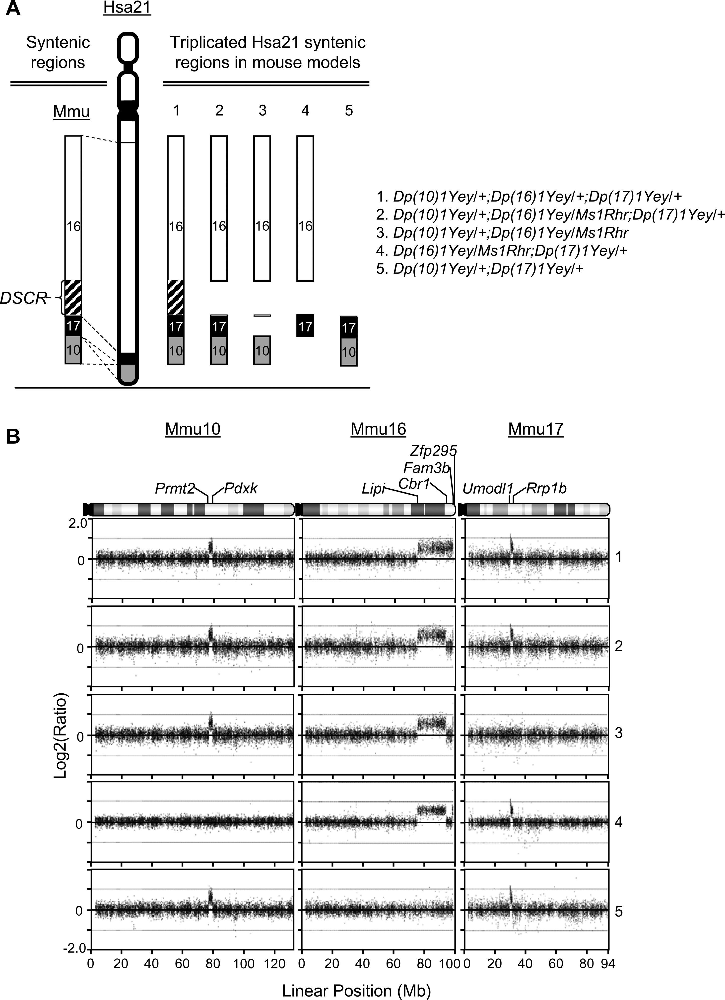 A
Hsa21
Syntenic
regions
Triplicated Hsa21 syntenic
regions in mouse models
Mmu
1 2 3 4 5
16 16 16 16 16
DSCR
17 17 17 17 17
10 10 10 10 10
1. Dp(10)1Yey/+;Dp(16)1Yey/+;Dp(17)1Yey/+
2. Dp(10)1Yey/+;Dp(16)1Yey/Ms1Rhr;Dp(17)1Yey/+
3. Dp(10)1Yey/+;Dp(16)1Yey/Ms1Rhr
4. Dp(16)1Yey/Ms1Rhr;Dp(17)1Yey/+
5. Dp(10)1Yey/+;Dp(17)1Yey/+
B
Mmu10 Mmu16 Mmu17
Zfp295
Fam3b
Prmt2 Pdxk Lipi Cbr1 Umodl1 Rrp1b
2.0
0 1
0 2
Log2(Ratio)
0 3
0 4
0 5
-2.0
0 20 40 60 80 100 120 0 20 40 60 80 100 0 20 40 60 80 94
Linear Position (Mb)